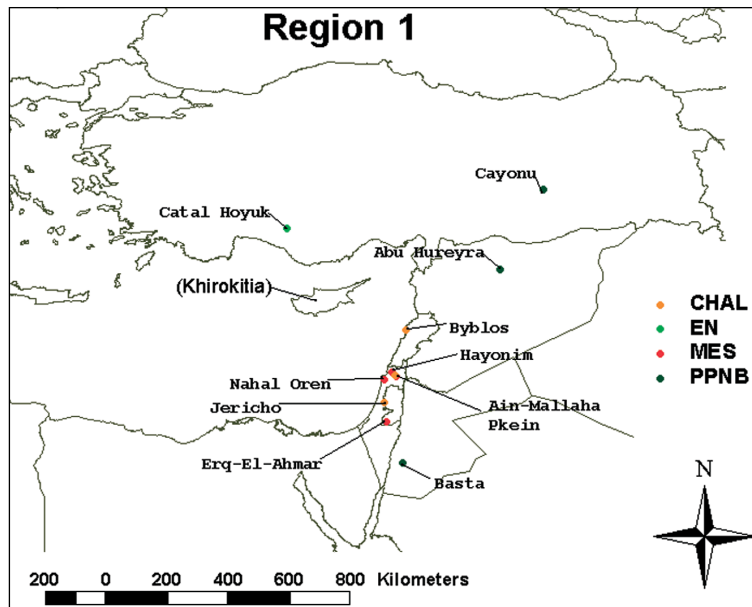 Region 1
Cayonu
Catal Hoyuk
Abu Hureyra
(Khirokitia)
CHAL
Byblos
EN
Hayonim
MES
Nahal Oren
PPNB
Jericho
Ain-Mallaha
Pkein
Erq-El-Ahmar
Basta
N
200 0 200 400 600 800 Kilometers